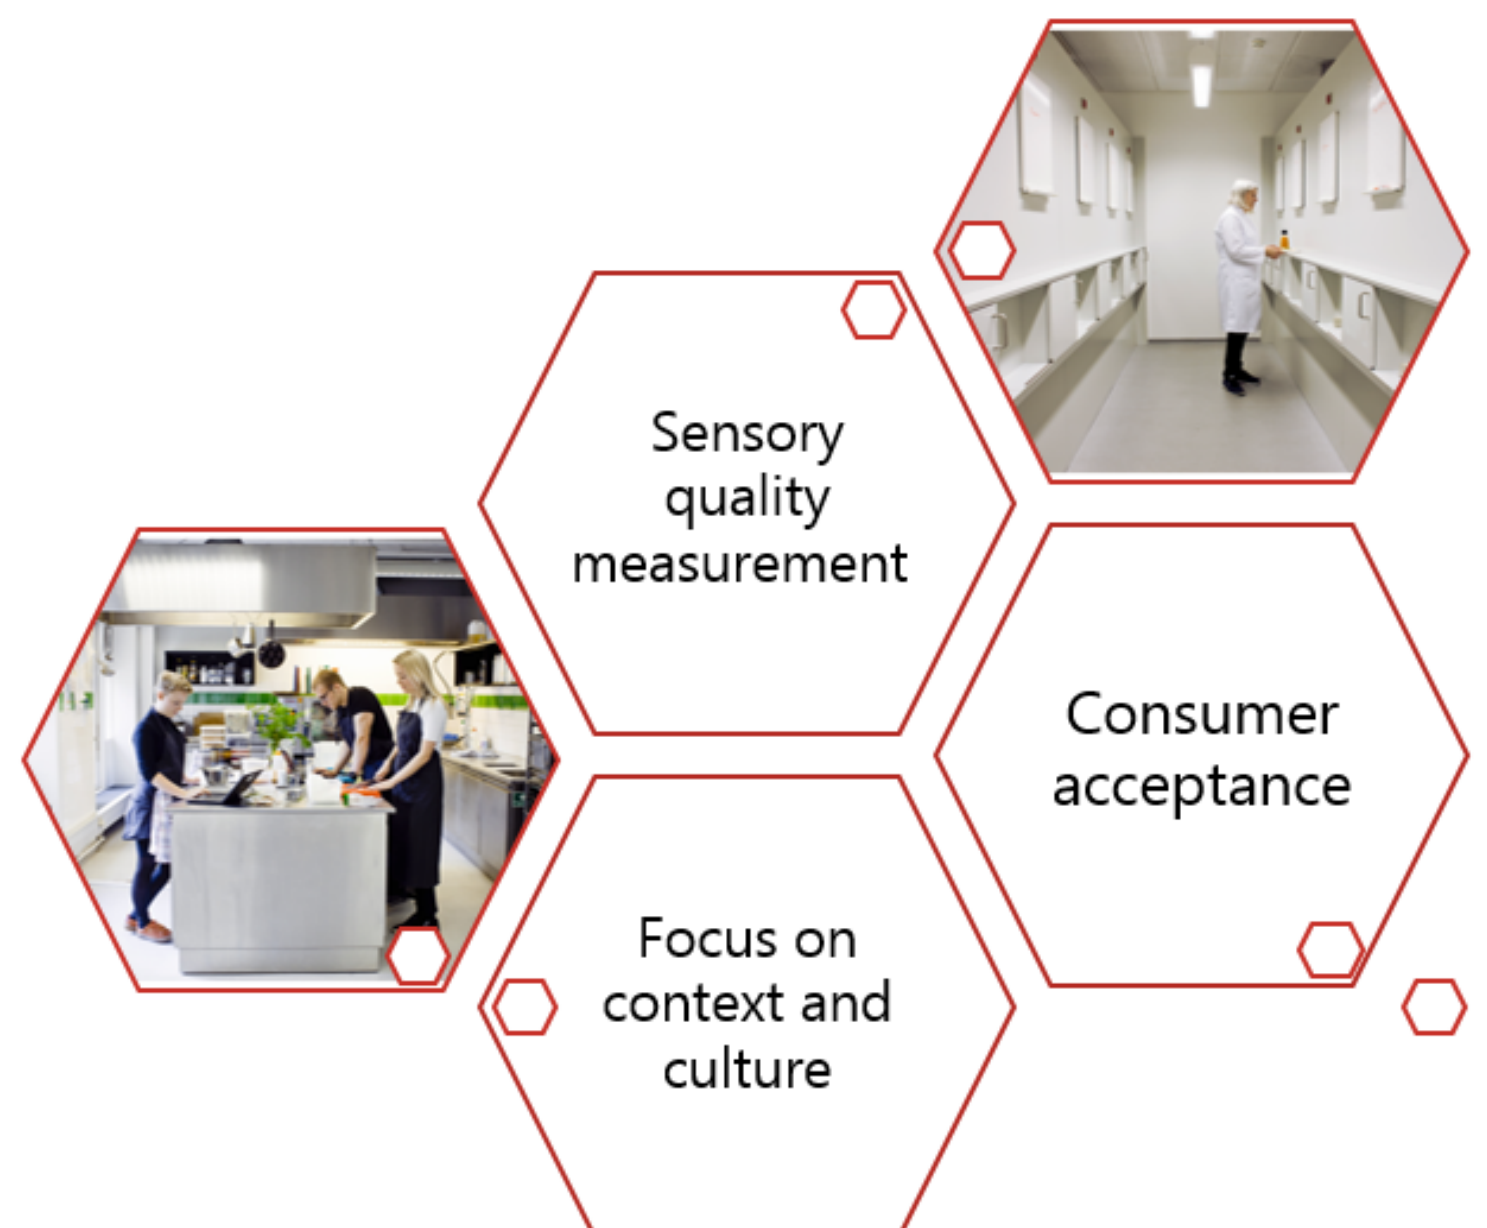 Sensory
quality
measurement
Consumer
acceptance
Focus on
context and
culture